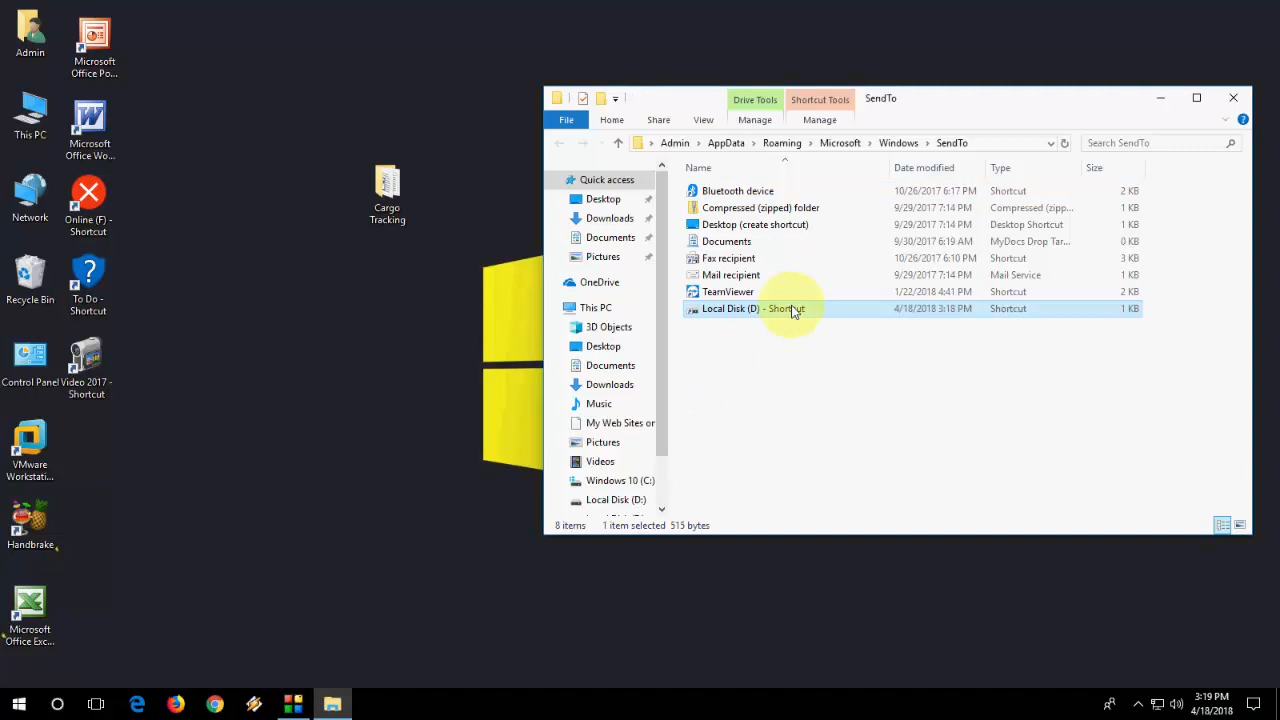 Admin
Microsoft
Office Po...
This PC
Microsoft
Office Wo...
Network
Online (F) -
Shortcut
Recycle Bin
To Do -
Shortcut
Control Panel
Video 2017 -
Shortcut
VMware
Workstati...
Handbrake
Microsoft
Office Exc...
Cargo
Tracking
Drive Tools Shortcut Tools SendTo
File Home Share View Manage Manage
Admin > AppData > Roaming > Microsoft > Windows > SendTo Search SendTo
Name Date modified Type Size
Quick access
Desktop
Downloads
Documents
Pictures
OneDrive
This PC
3D Objects
Desktop
Documents
Downloads
Music
My Web Sites on
Pictures
Videos
Windows 10 (C:)
Local Disk (D:)
Bluetooth device 10/26/2017 6:17 PM Shortcut 2 KB
Compressed (zipped) folder 9/29/2017 7:14 PM Compressed (zipp... 1 KB
Desktop (create shortcut) 9/29/2017 7:14 PM Desktop Shortcut 1 KB
Documents 9/30/2017 6:19 AM MyDocs Drop Tar... 0 KB
Fax recipient 10/26/2017 6:10 PM Shortcut 3 KB
Mail recipient 9/29/2017 7:14 PM Mail Service 1 KB
TeamViewer 1/22/2018 4:41 PM Shortcut 2 KB
Local Disk (D) - Shortcut 4/18/2018 3:18 PM Shortcut 1 KB
8 items 1 item selected 515 bytes
3:19 PM
4/18/2018